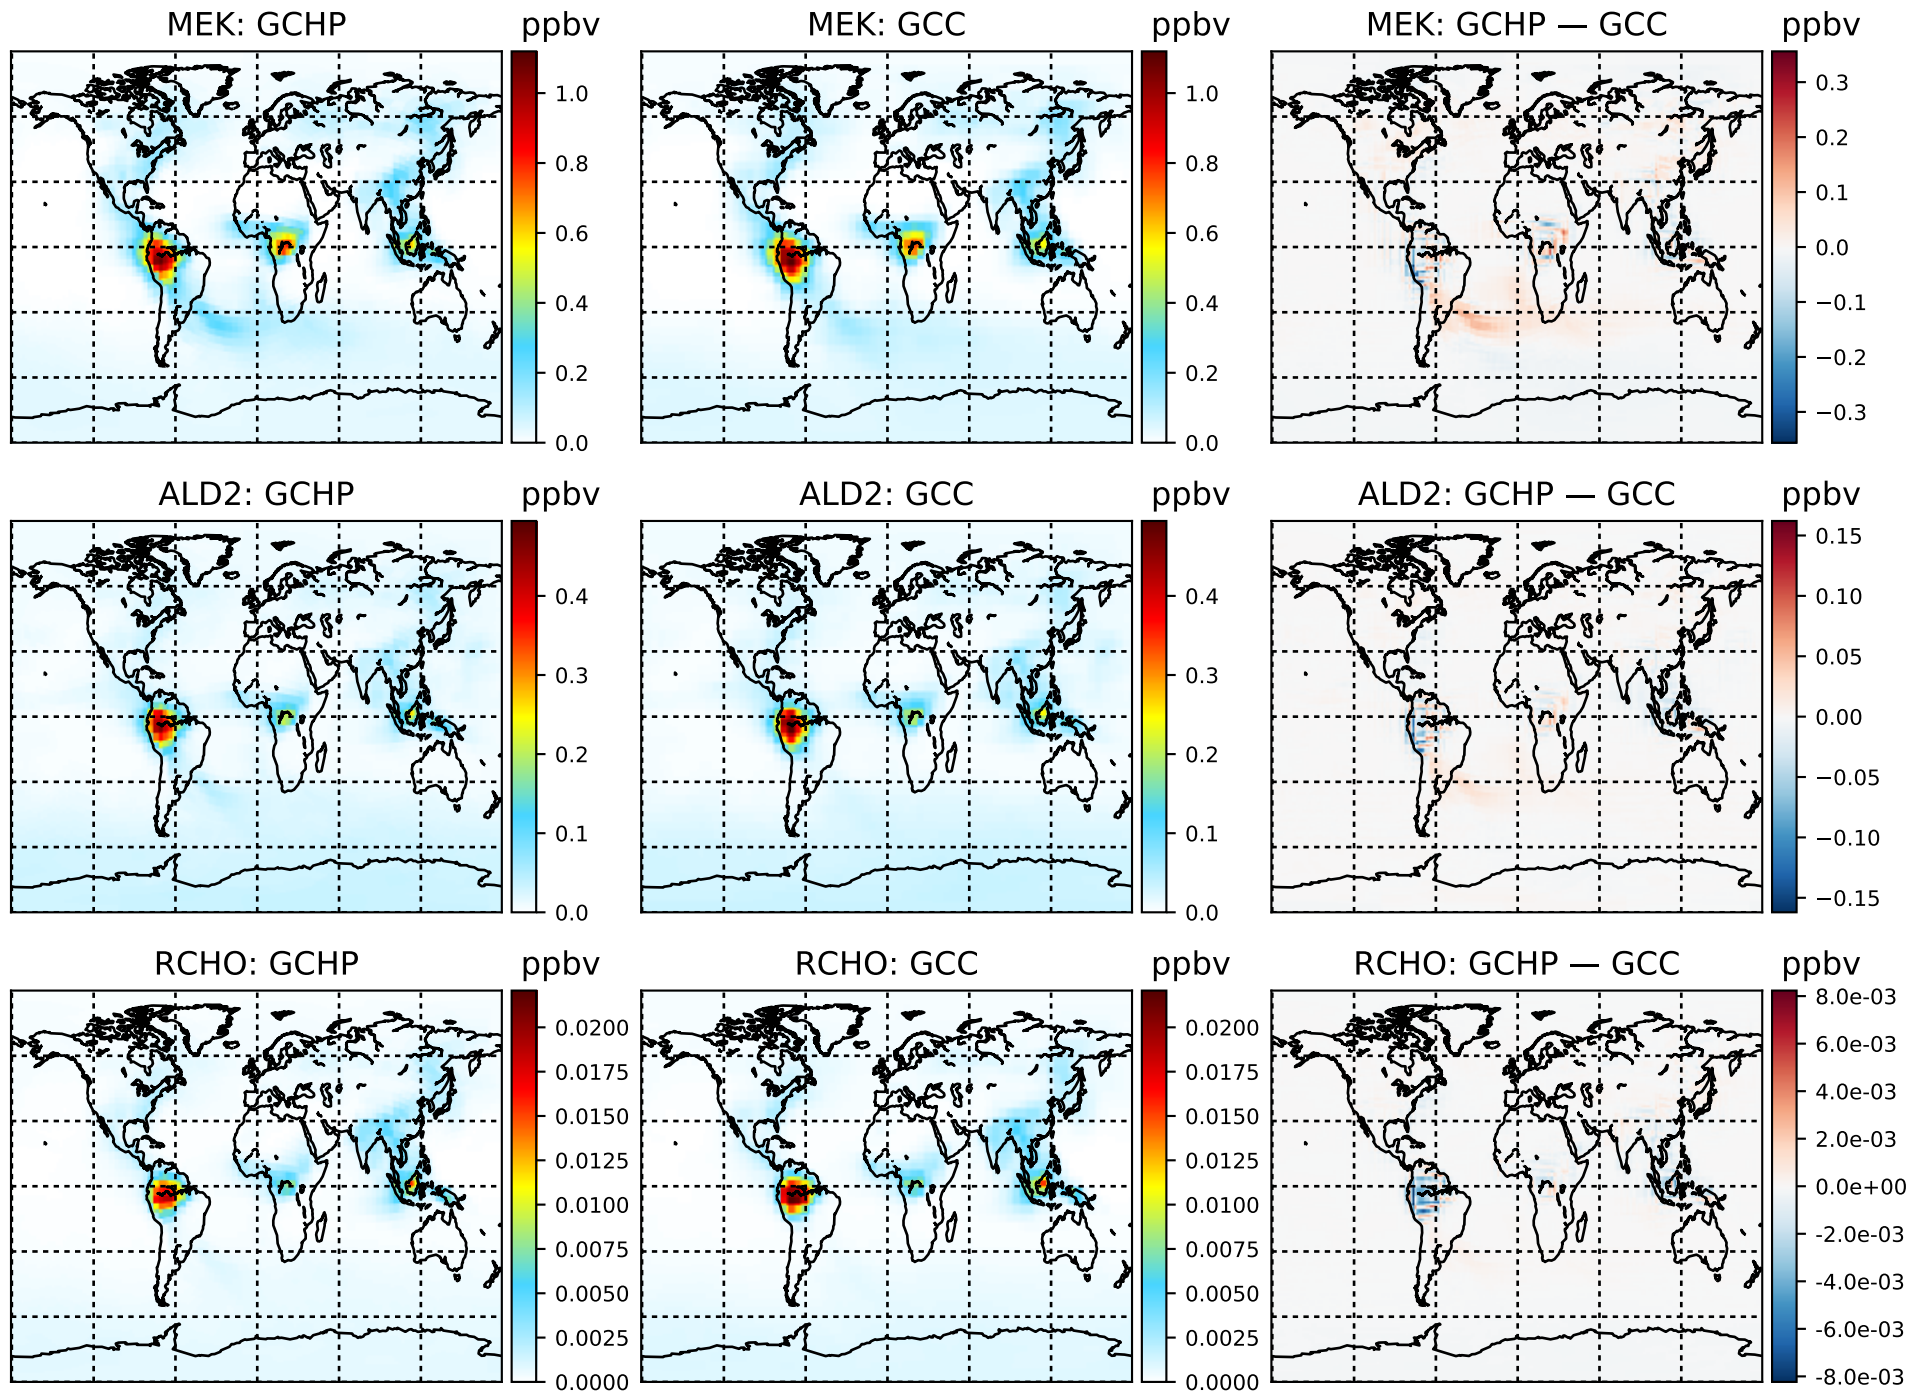 MEK: GCHP ppbv MEK: GCC ppbv MEK: GCHP — GCC ppbv
1.0 1.0 0.3
0.8 0.8 0.2
0.6 0.6 0.1
0.4 0.4 0.0
0.2 0.2 −0.1
0.0 0.0 −0.2
−0.3
ALD2: GCHP ppbv ALD2: GCC ppbv ALD2: GCHP — GCC ppbv
0.4 0.4 0.15
0.3 0.3 0.10
0.2 0.2 0.05
0.1 0.1 0.00
0.0 0.0 −0.05
−0.10
−0.15
RCHO: GCHP ppbv RCHO: GCC ppbv RCHO: GCHP — GCC ppbv
0.0200 0.0200 8.0e-03
0.0175 0.0175 6.0e-03
0.0150 0.0150 4.0e-03
0.0125 0.0125 2.0e-03
0.0100 0.0100 0.0e+00
0.0075 0.0075 -2.0e-03
0.0050 0.0050 -4.0e-03
0.0025 0.0025 -6.0e-03
0.0000 0.0000 -8.0e-03